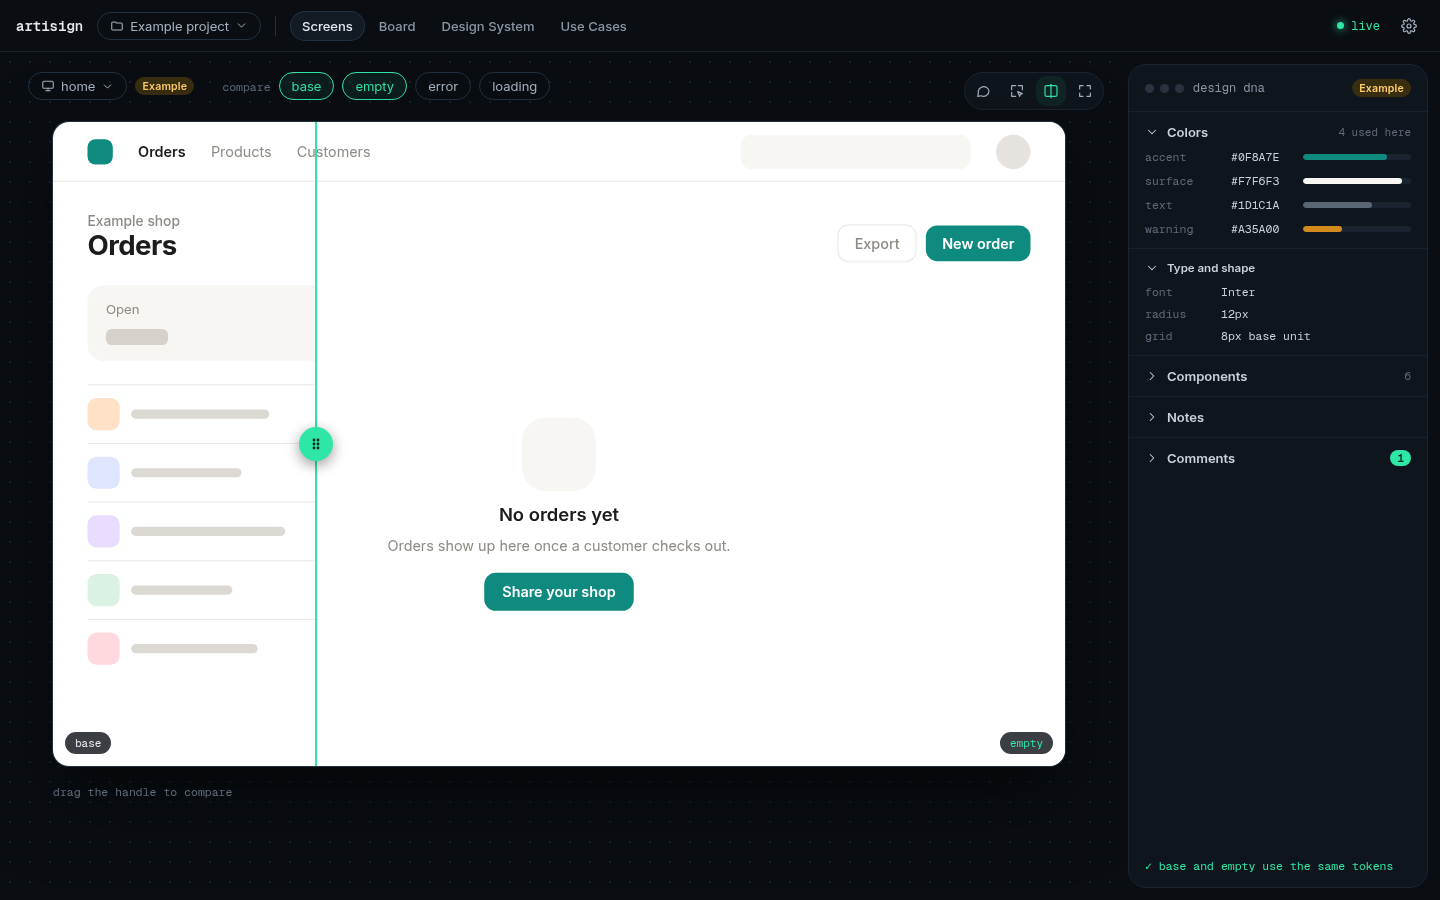 artisign
Example project
Screens
Board
Design System
Use Cases
live
home
Example
compare
base
empty
error
loading
Orders
Products
Customers
Example shop
Orders
Export
New order
Open
No orders yet
Orders show up here once a customer checks out.
Share your shop
base
empty
drag the handle to compare
design dna
Example
Colors
4 used here
accent #0F8A7E
surface #F7F6F3
text #1D1C1A
warning #A35A00
Type and shape
font Inter
radius 12px
grid 8px base unit
Components 6
Notes
Comments 1
✓ base and empty use the same tokens